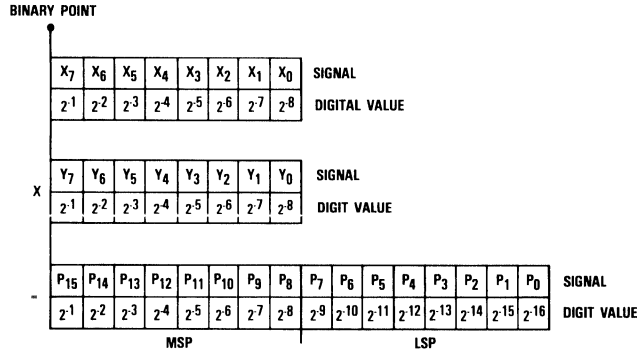 BINARY POINT
X7 X6 X5 X4 X3 X2 X1 X0 SIGNAL
2-1 2-2 2-3 2-4 2-5 2-6 2-7 2-8 DIGITAL VALUE
X
Y7 Y6 Y5 Y4 Y3 Y2 Y1 Y0 SIGNAL
2-1 2-2 2-3 2-4 2-5 2-6 2-7 2-8 DIGIT VALUE
=
P15 P14 P13 P12 P11 P10 P9 P8 P7 P6 P5 P4 P3 P2 P1 P0 SIGNAL
2-1 2-2 2-3 2-4 2-5 2-6 2-7 2-8 2-9 2-10 2-11 2-12 2-13 2-14 2-15 2-16 DIGIT VALUE
MSP LSP